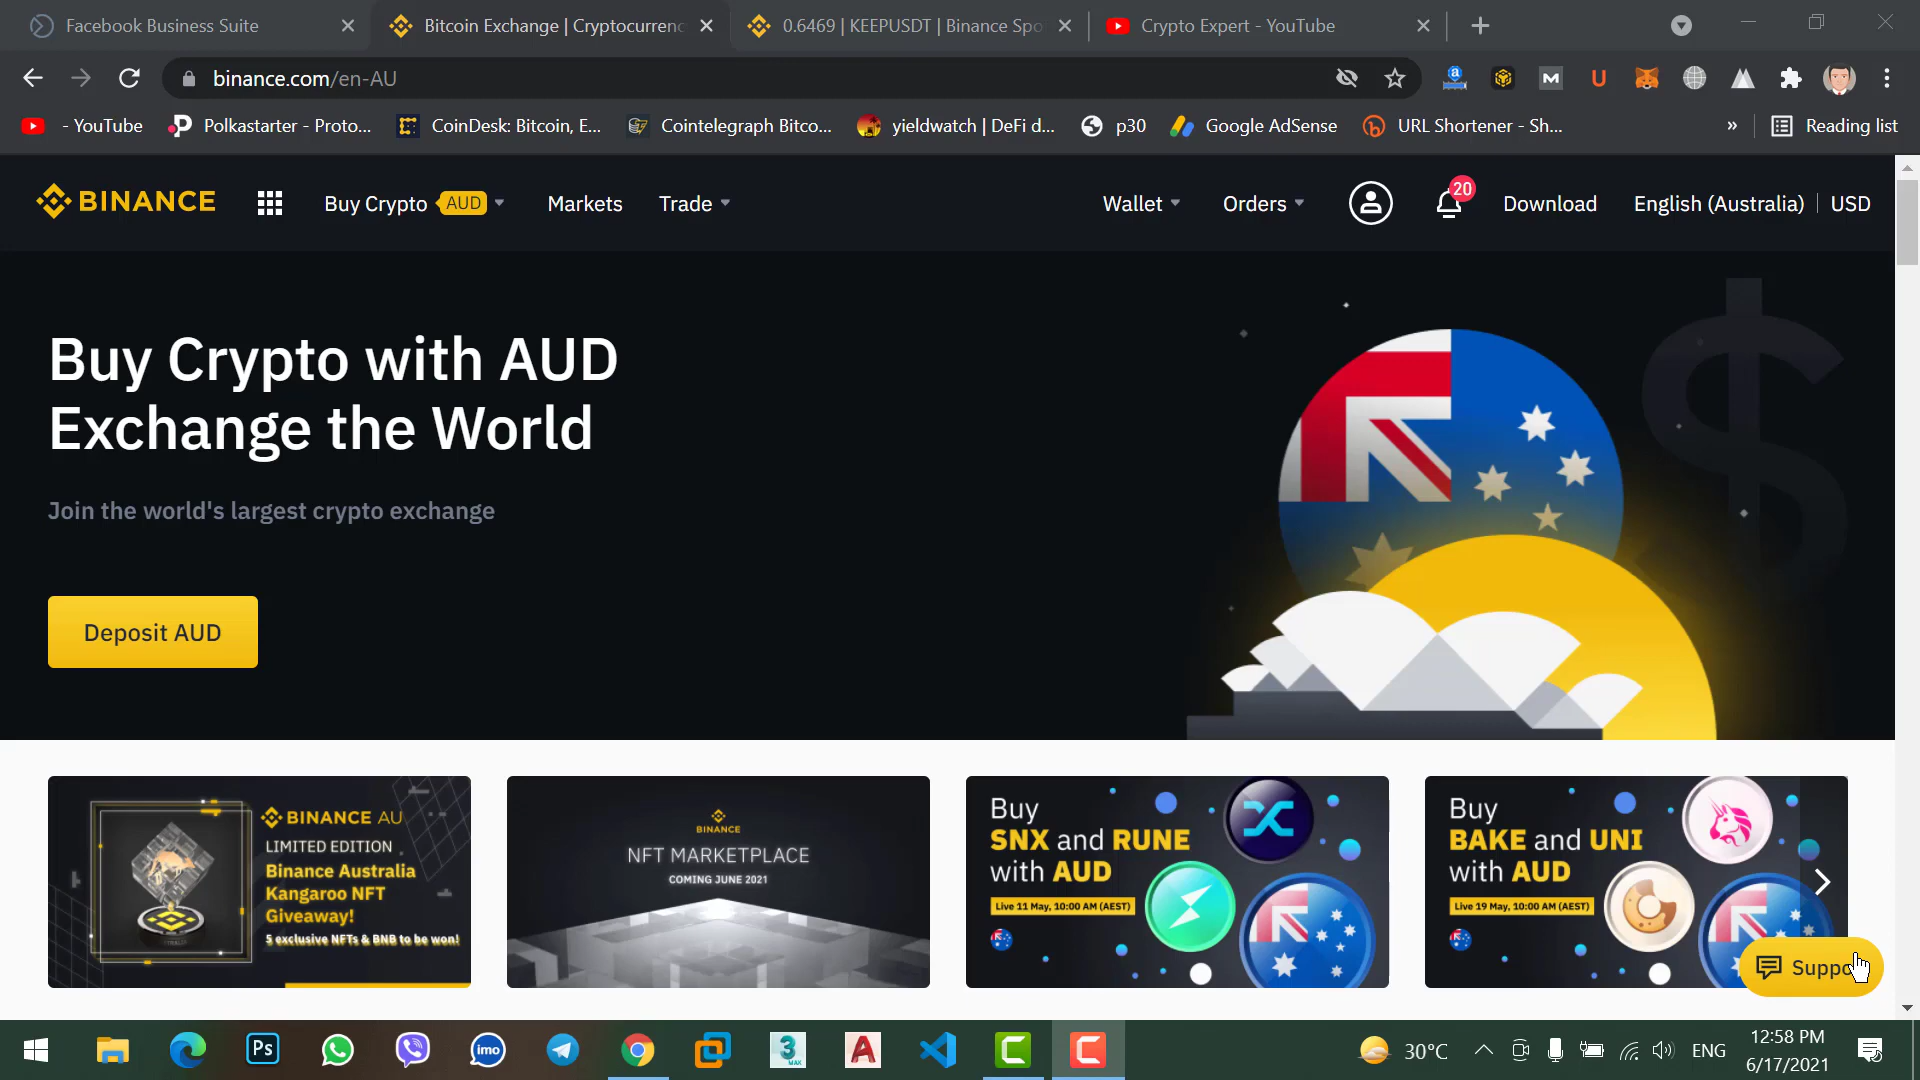 Facebook Business Suite
Bitcoin Exchange | Cryptocurrenc
0.6469 | KEEPUSDT | Binance Spo
Crypto Expert - YouTube
binance.com/en-AU
- YouTube
Polkastarter - Proto...
CoinDesk: Bitcoin, E...
Cointelegraph Bitco...
yieldwatch | DeFi d...
p30
Google AdSense
URL Shortener - Sh...
»
Reading list
BINANCE
Buy Crypto AUD
Markets
Trade
Wallet
Orders
20
Download
English (Australia)
USD
Buy Crypto with AUD
Exchange the World
Join the world's largest crypto exchange
Deposit AUD
BINANCE AU
LIMITED EDITION
Binance Australia
Kangaroo NFT
Giveaway!
5 exclusive NFTs & BNB to be won!
BINANCE
NFT MARKETPLACE
COMING JUNE 2021
Buy
SNX and RUNE
with AUD
Live 11 May, 10:00 AM (AEST)
Buy
BAKE and UNI
with AUD
Live 19 May, 10:00 AM (AEST)
Suppo
Ps
imo
3
MAX
A
30°C
ENG
12:58 PM
6/17/2021